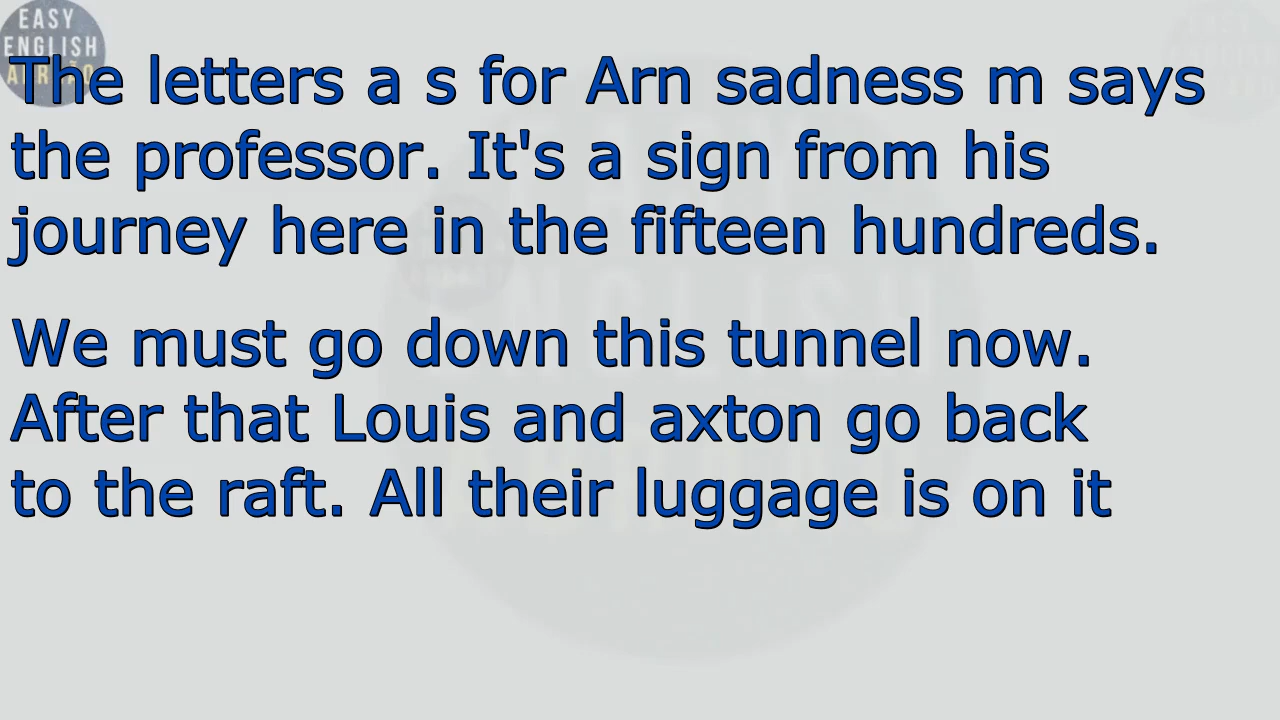 EASY
ENGLISH
The letters a s for Arn sadness m says
the professor. It's a sign from his
journey here in the fifteen hundreds.
We must go down this tunnel now.
After that Louis and axton go back
to the raft. All their luggage is on it